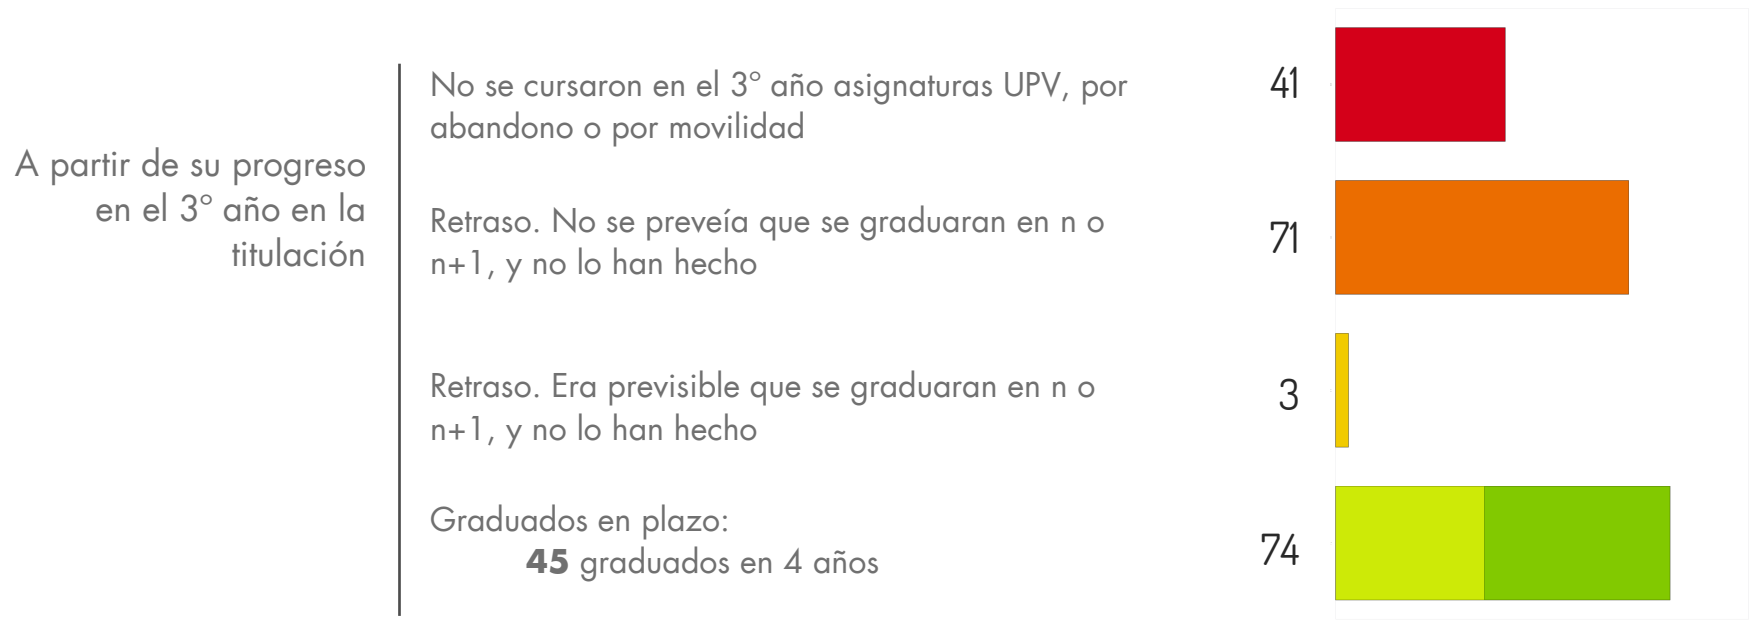 A partir de su progreso
en el 3º año en la
titulación
No se cursaron en el 3º año asignaturas UPV, por
abandono o por movilidad
41
Retraso. No se preveía que se graduaran en n o
n+1, y no lo han hecho
71
Retraso. Era previsible que se graduaran en n o
n+1, y no lo han hecho
3
Graduados en plazo:
45 graduados en 4 años
74